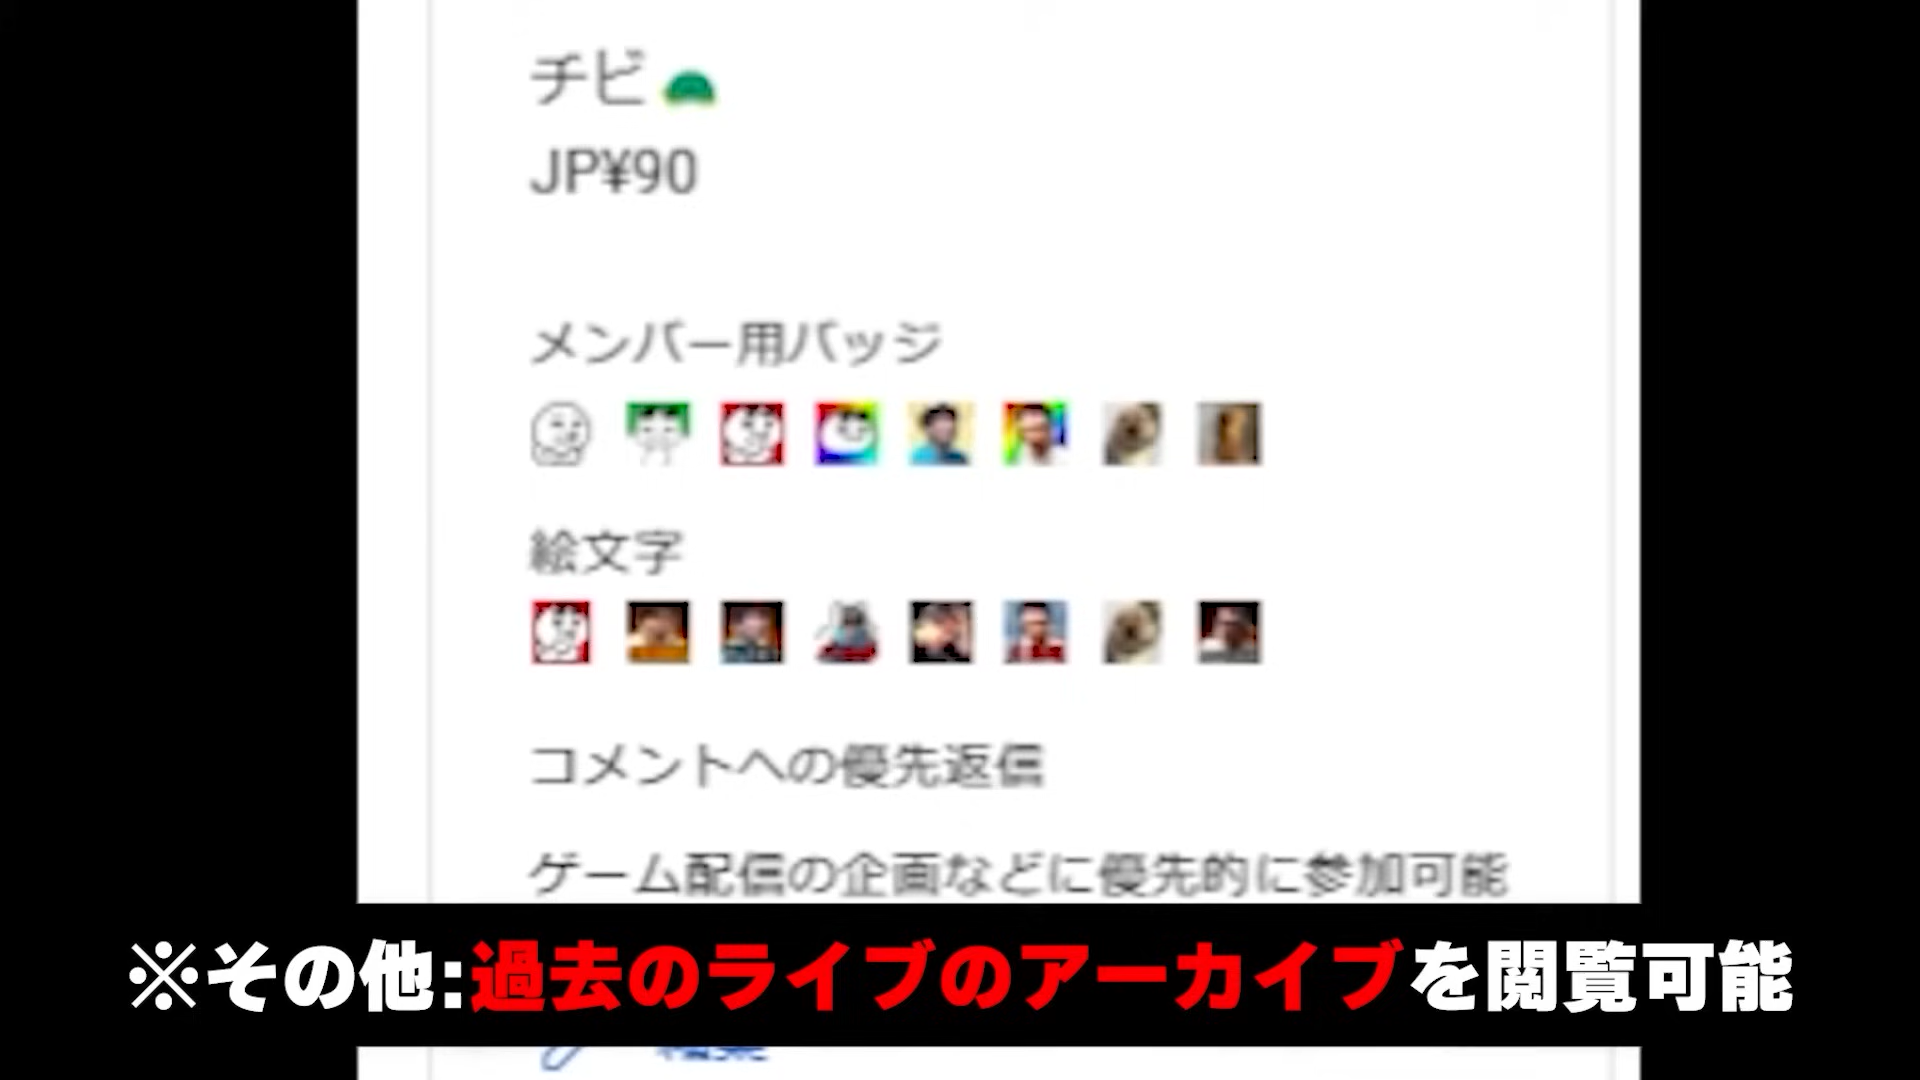 チビ
JP¥90
メンバー用バッジ
絵文字
コメントへの優先返信
ゲーム配信の企画などに優先的に参加可能
※その他:過去のライブのアーカイブを閲覧可能